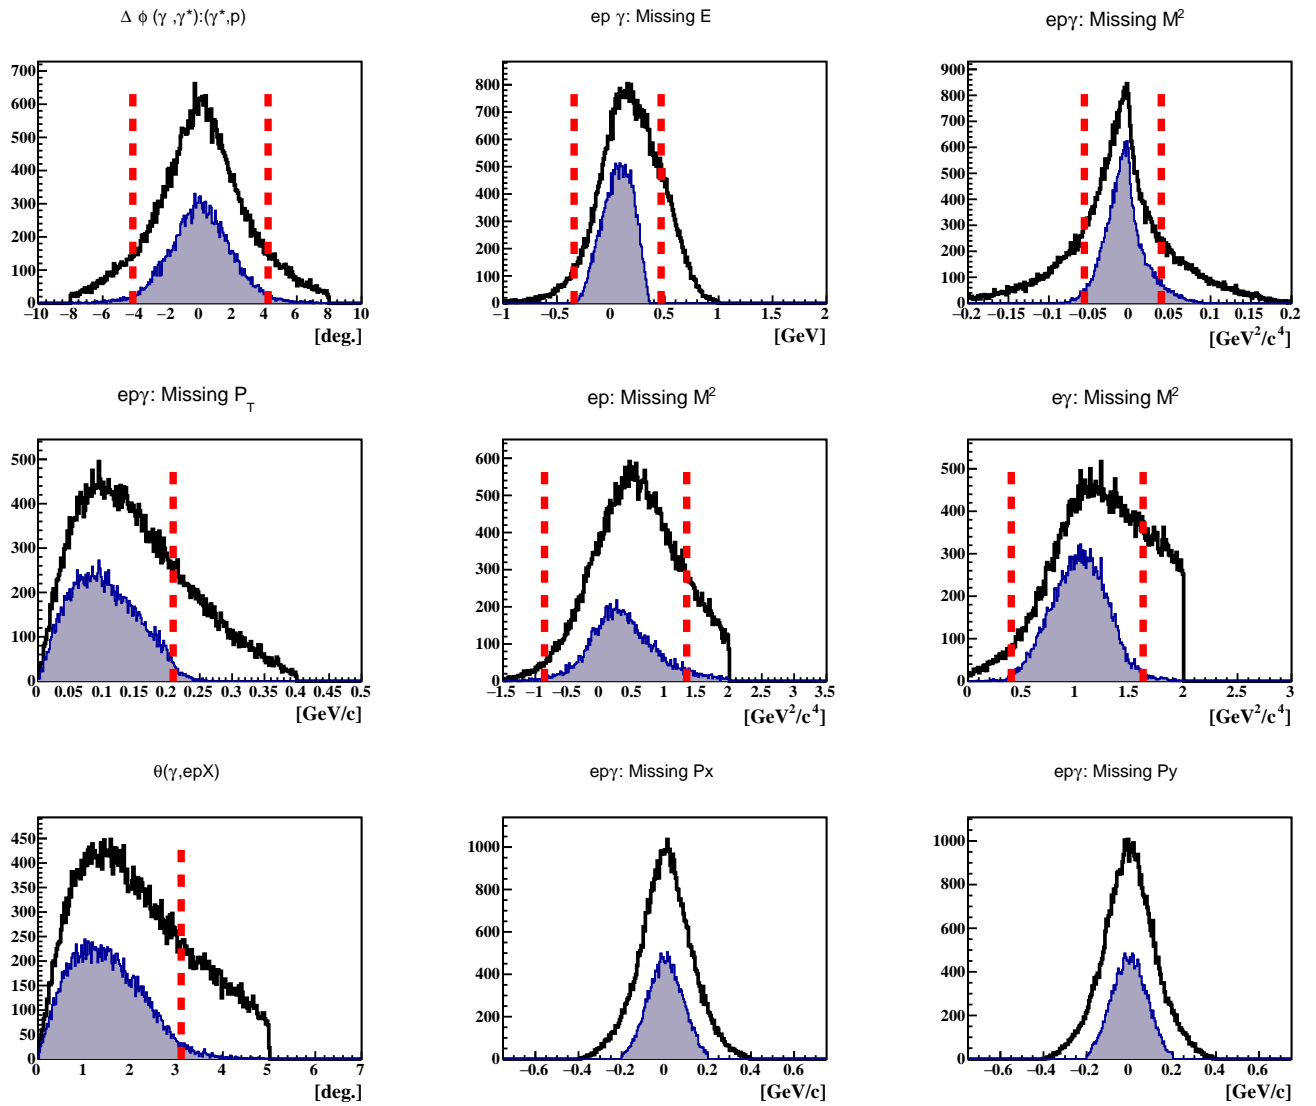 Δ φ (γ ,γ*):(γ*,p)
700
600
500
400
300
200
100
0
−10 −8 −6 −4 −2 0 2 4 6 8 10
[deg.]
ep γ: Missing E
800
700
600
500
400
300
200
100
0
−1 −0.5 0 0.5 1 1.5 2
[GeV]
epγ: Missing M²
900
800
700
600
500
400
300
200
100
0
−0.2 −0.15 −0.1 −0.05 0 0.05 0.1 0.15 0.2
[GeV²/c⁴]
epγ: Missing P_T
500
400
300
200
100
0
0 0.05 0.1 0.15 0.2 0.25 0.3 0.35 0.4 0.45 0.5
[GeV/c]
ep: Missing M²
600
500
400
300
200
100
0
−1.5 −1 −0.5 0 0.5 1 1.5 2 2.5 3 3.5
[GeV²/c⁴]
eγ: Missing M²
500
400
300
200
100
0
0 0.5 1 1.5 2 2.5 3
[GeV²/c⁴]
θ(γ,epX)
450
400
350
300
250
200
150
100
50
0
0 1 2 3 4 5 6 7
[deg.]
epγ: Missing Px
1000
800
600
400
200
0
−0.6 −0.4 −0.2 0 0.2 0.4 0.6
[GeV/c]
epγ: Missing Py
1000
800
600
400
200
0
−0.6 −0.4 −0.2 0 0.2 0.4 0.6
[GeV/c]